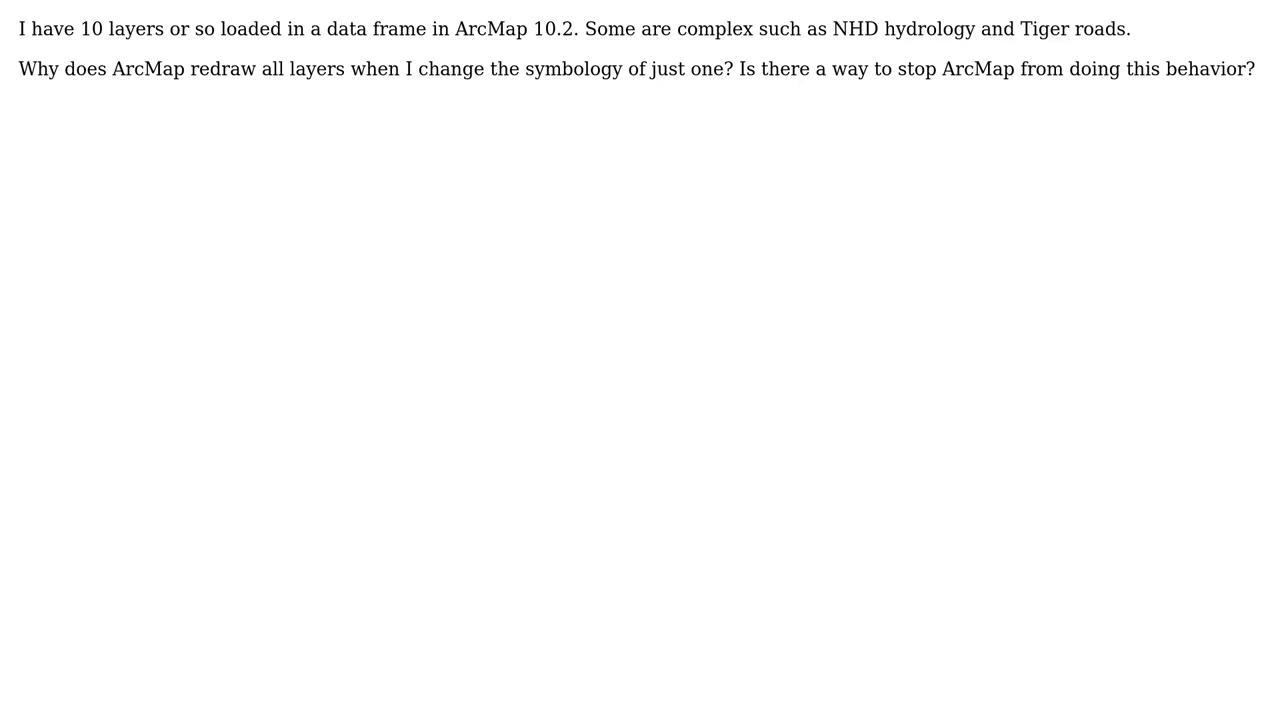 I have 10 layers or so loaded in a data frame in ArcMap 10.2. Some are complex such as NHD hydrology and Tiger roads.
Why does ArcMap redraw all layers when I change the symbology of just one? Is there a way to stop ArcMap from doing this behavior?